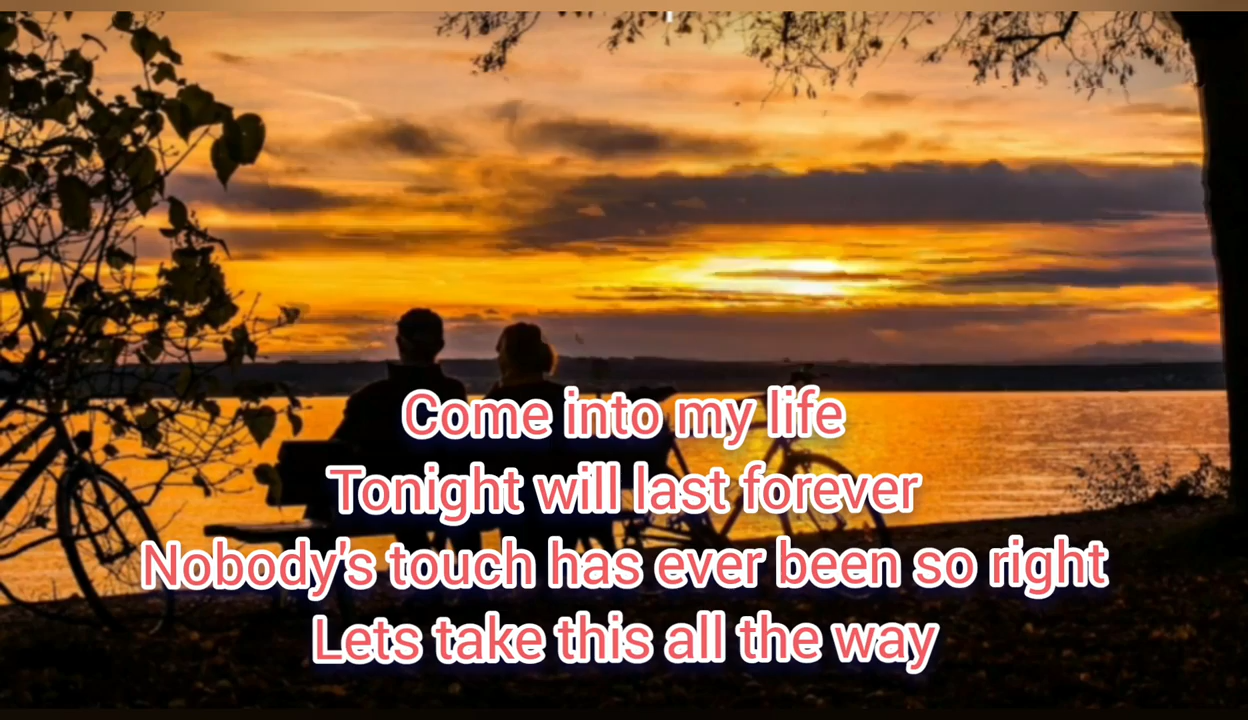 Come into my life
Tonight will last forever
Nobody's touch has ever been so right
Lets take this all the way